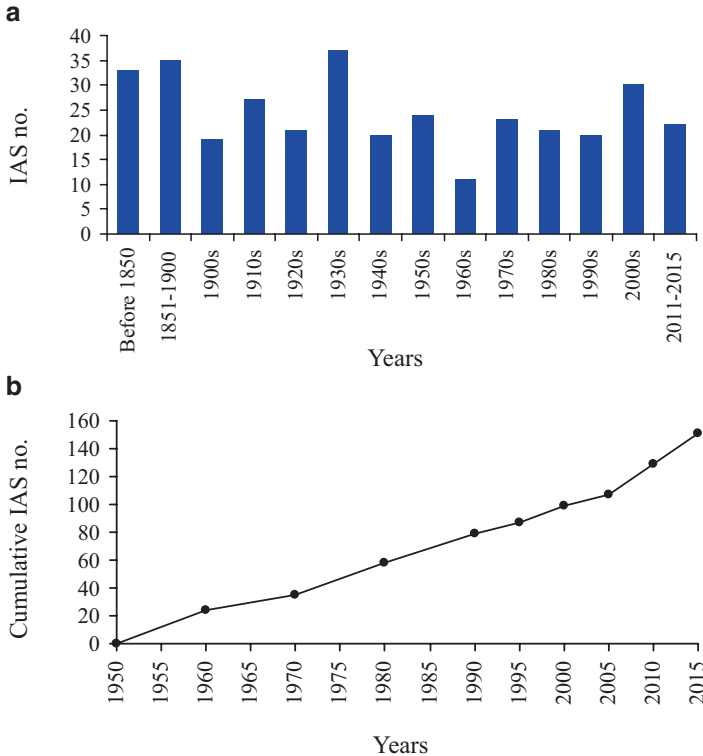 a
40
35
30
25
20
15
10
5
0
IAS no.
Before 1850
1851-1900
1900s
1910s
1920s
1930s
1940s
1950s
1960s
1970s
1980s
1990s
2000s
2011-2015
Years
b
160
140
120
100
80
60
40
20
0
Cumulative IAS no.
1950
1955
1960
1965
1970
1975
1980
1985
1990
1995
2000
2005
2010
2015
Years